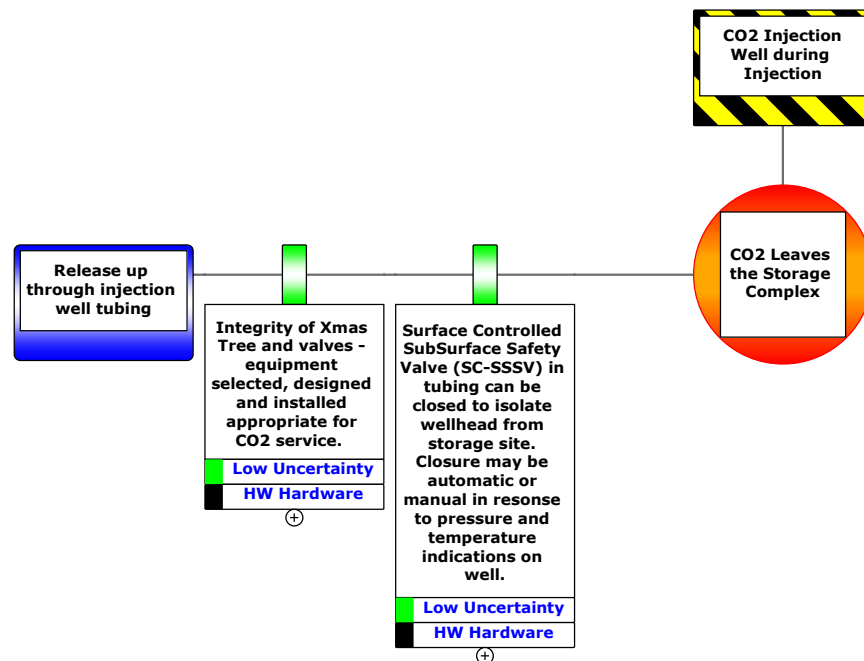 CO2 Injection
Well during
Injection
Release up
through injection
well tubing
Integrity of Xmas
Tree and valves -
equipment
selected, designed
and installed
appropriate for
CO2 service.
Low Uncertainty
HW Hardware
Surface Controlled
SubSurface Safety
Valve (SC-SSSV) in
tubing can be
closed to isolate
wellhead from
storage site.
Closure may be
automatic or
manual in resonse
to pressure and
temperature
indications on
well.
Low Uncertainty
HW Hardware
CO2 Leaves
the Storage
Complex